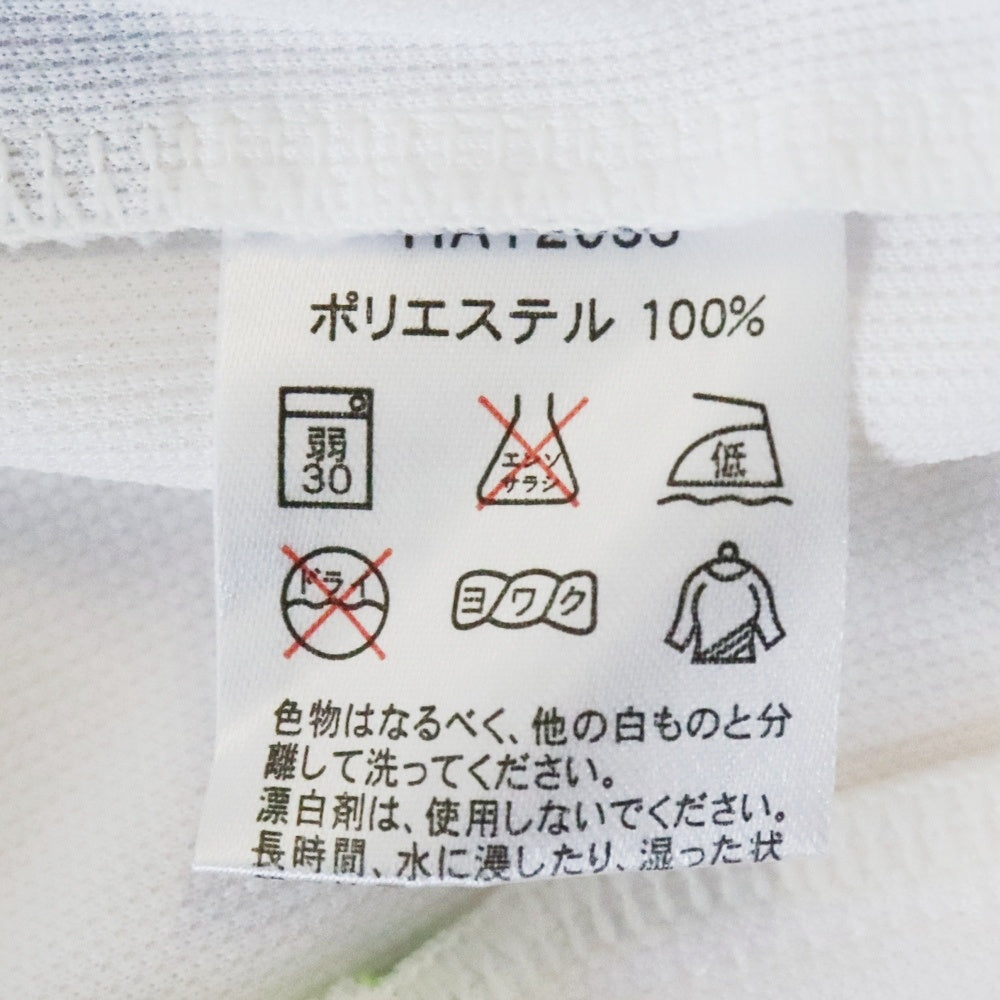 ポリエステル 100%
弱
30
エンソ
サラシ
低
ドライ
ヨワク
色物はなるべく、他の白ものと分
離して洗ってください。
漂白剤は、使用しないでください。
長時間、水に浸したり、湿った状